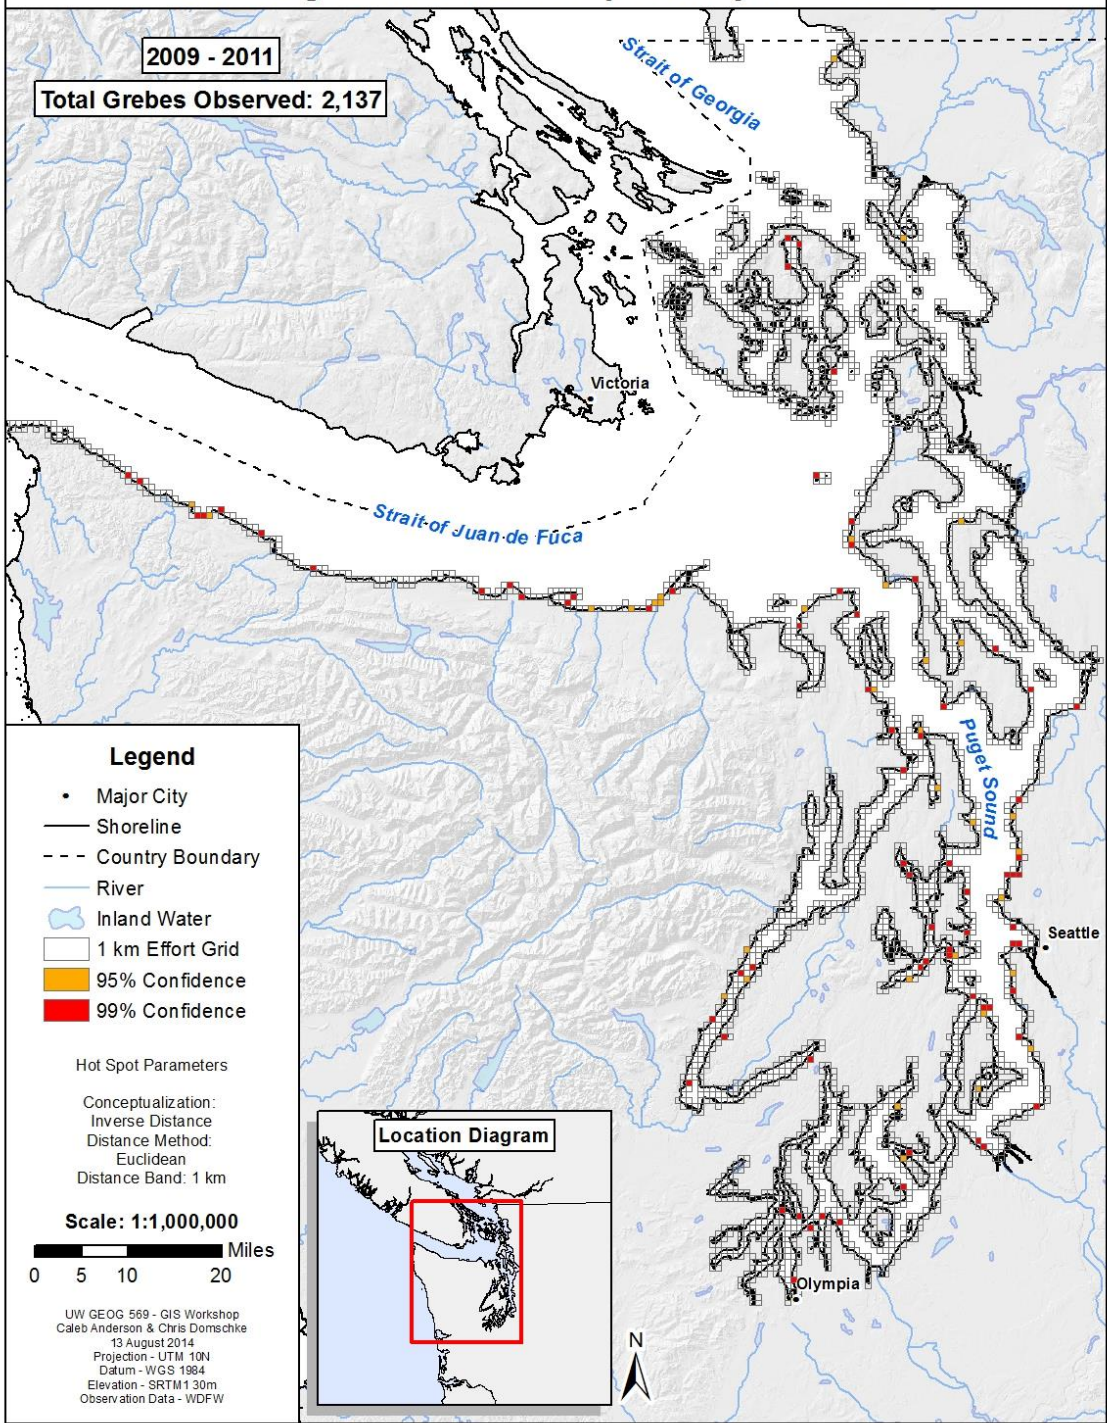 2009 - 2011
Total Grebes Observed: 2,137
Strait of Georgia
Victoria
Strait of Juan de Fuca
Puget Sound
Seattle
Olympia
Legend
Major City
Shoreline
Country Boundary
River
Inland Water
1 km Effort Grid
95% Confidence
99% Confidence
Hot Spot Parameters
Conceptualization:
Inverse Distance
Distance Method:
Euclidean
Distance Band: 1 km
Scale: 1:1,000,000
Miles
0 5 10 20
UW GEOG 569 - GIS Workshop
Caleb Anderson & Chris Domschke
13 August 2014
Projection - UTM 10N
Datum - WGS 1984
Elevation - SRTM1 30m
Observation Data - WDFW
Location Diagram
N